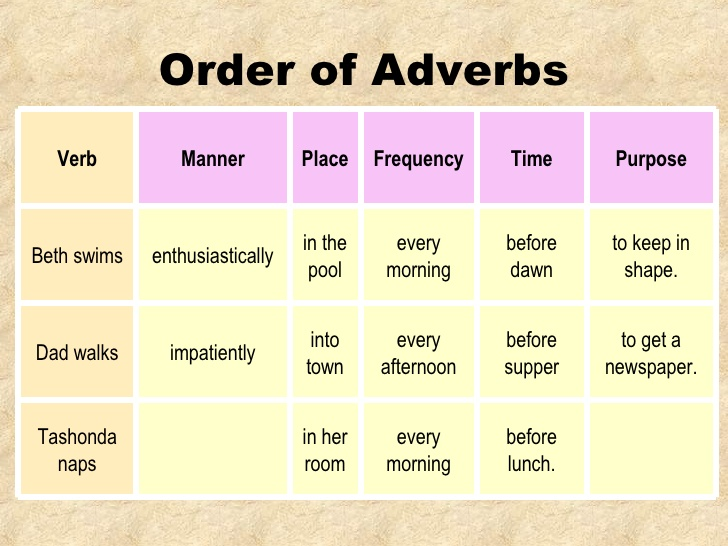 Order of Adverbs
Verb
Manner
Place
Frequency
Time
Purpose
Beth swims
enthusiastically
in the
pool
every
morning
before
dawn
to keep in
shape.
Dad walks
impatiently
into
town
every
afternoon
before
supper
to get a
newspaper.
Tashonda
naps
in her
room
every
morning
before
lunch.